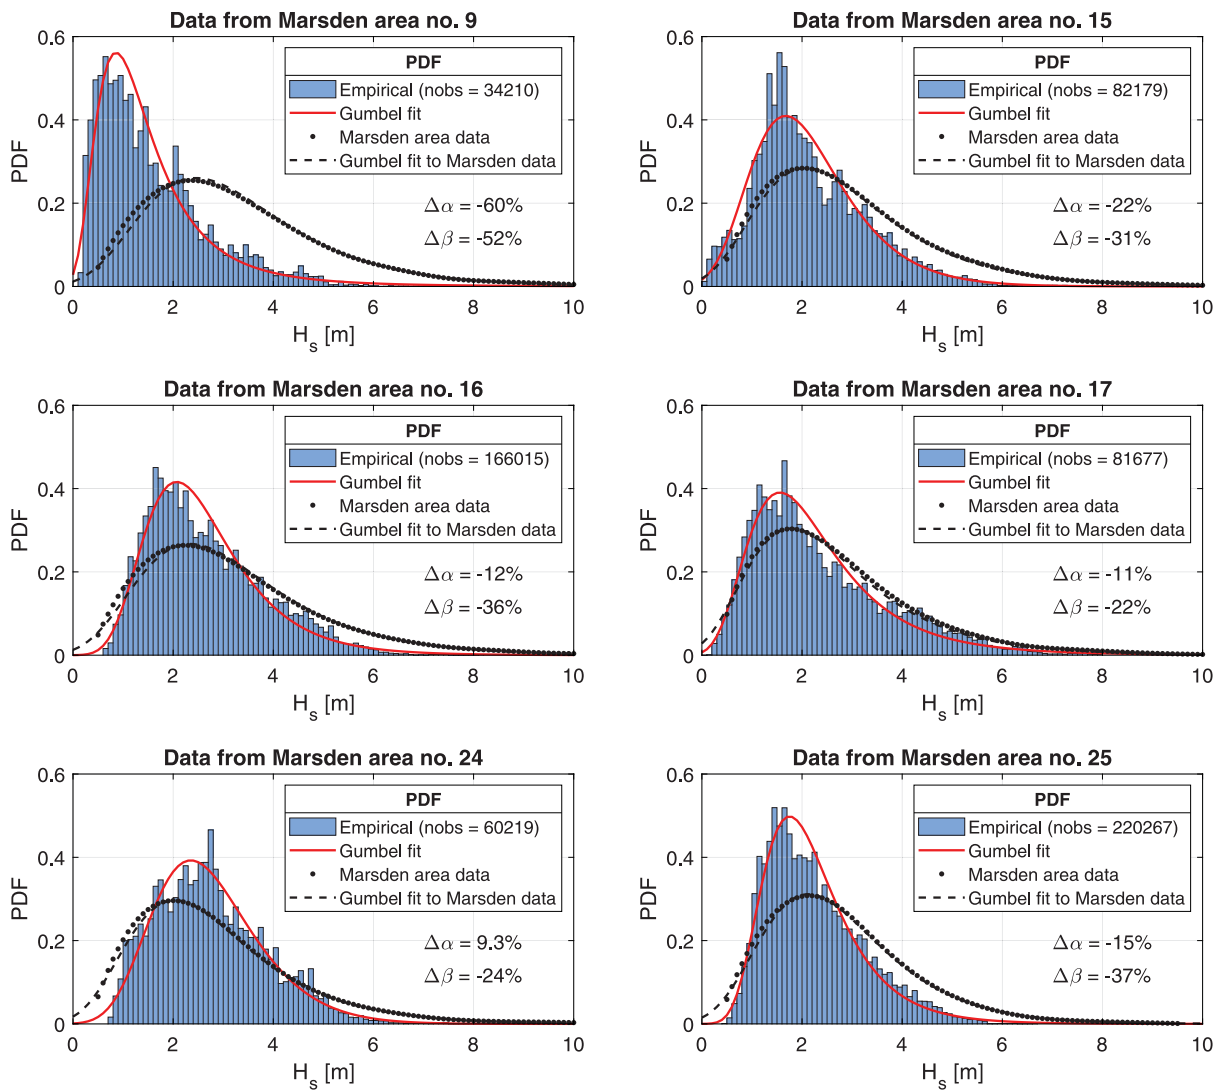 Data from Marsden area no. 9
PDF
0.6
0.4
0.2
0
PDF
Empirical (nobs = 34210)
Gumbel fit
Marsden area data
Gumbel fit to Marsden data
Δα = -60%
Δβ = -52%
0 2 4 6 8 10
H_s [m]
Data from Marsden area no. 15
PDF
0.6
0.4
0.2
0
PDF
Empirical (nobs = 82179)
Gumbel fit
Marsden area data
Gumbel fit to Marsden data
Δα = -22%
Δβ = -31%
0 2 4 6 8 10
H_s [m]
Data from Marsden area no. 16
PDF
0.6
0.4
0.2
0
PDF
Empirical (nobs = 166015)
Gumbel fit
Marsden area data
Gumbel fit to Marsden data
Δα = -12%
Δβ = -36%
0 2 4 6 8 10
H_s [m]
Data from Marsden area no. 17
PDF
0.6
0.4
0.2
0
PDF
Empirical (nobs = 81677)
Gumbel fit
Marsden area data
Gumbel fit to Marsden data
Δα = -11%
Δβ = -22%
0 2 4 6 8 10
H_s [m]
Data from Marsden area no. 24
PDF
0.6
0.4
0.2
0
PDF
Empirical (nobs = 60219)
Gumbel fit
Marsden area data
Gumbel fit to Marsden data
Δα = 9.3%
Δβ = -24%
0 2 4 6 8 10
H_s [m]
Data from Marsden area no. 25
PDF
0.6
0.4
0.2
0
PDF
Empirical (nobs = 220267)
Gumbel fit
Marsden area data
Gumbel fit to Marsden data
Δα = -15%
Δβ = -37%
0 2 4 6 8 10
H_s [m]